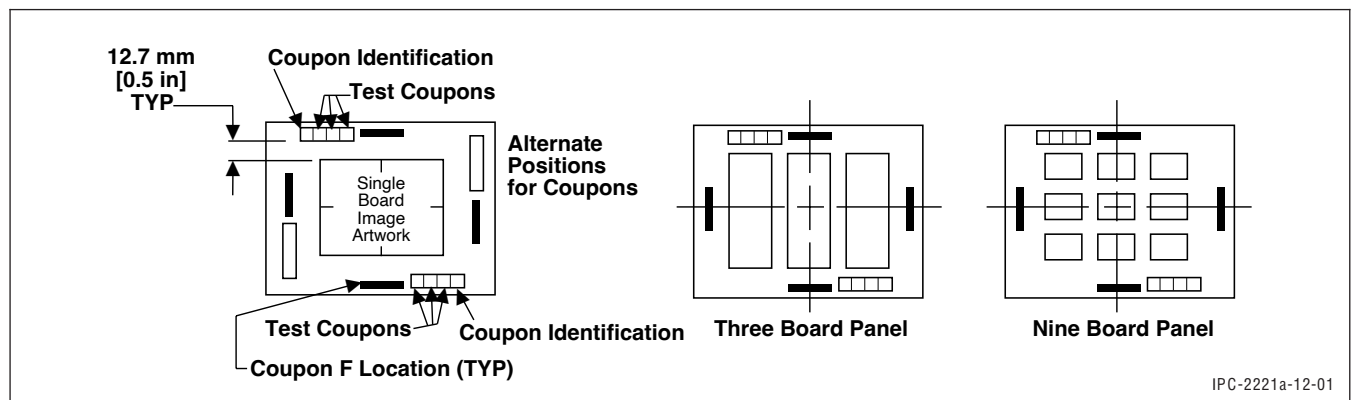 12.7 mm
[0.5 in]
TYP
Coupon Identification
Test Coupons
Alternate
Positions
for Coupons
Single
Board
Image
Artwork
Test Coupons
Coupon Identification
Coupon F Location (TYP)
Three Board Panel
Nine Board Panel
IPC-2221a-12-01